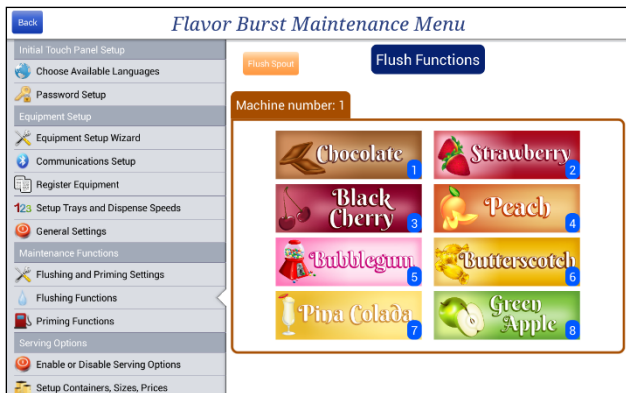 Back
Flavor Burst Maintenance Menu
Initial Touch Panel Setup
Choose Available Languages
Password Setup
Equipment Setup
Equipment Setup Wizard
Communications Setup
Register Equipment
123 Setup Trays and Dispense Speeds
General Settings
Maintenance Functions
Flushing and Priming Settings
Flushing Functions
Priming Functions
Serving Options
Enable or Disable Serving Options
Setup Containers, Sizes, Prices
Flush Spout
Flush Functions
Machine number: 1
Chocolate 1
Strawberry 2
Black
Cherry 3
Peach 4
Bubblegum 5
Butterscotch 6
Pina Colada 7
Green
Apple 8